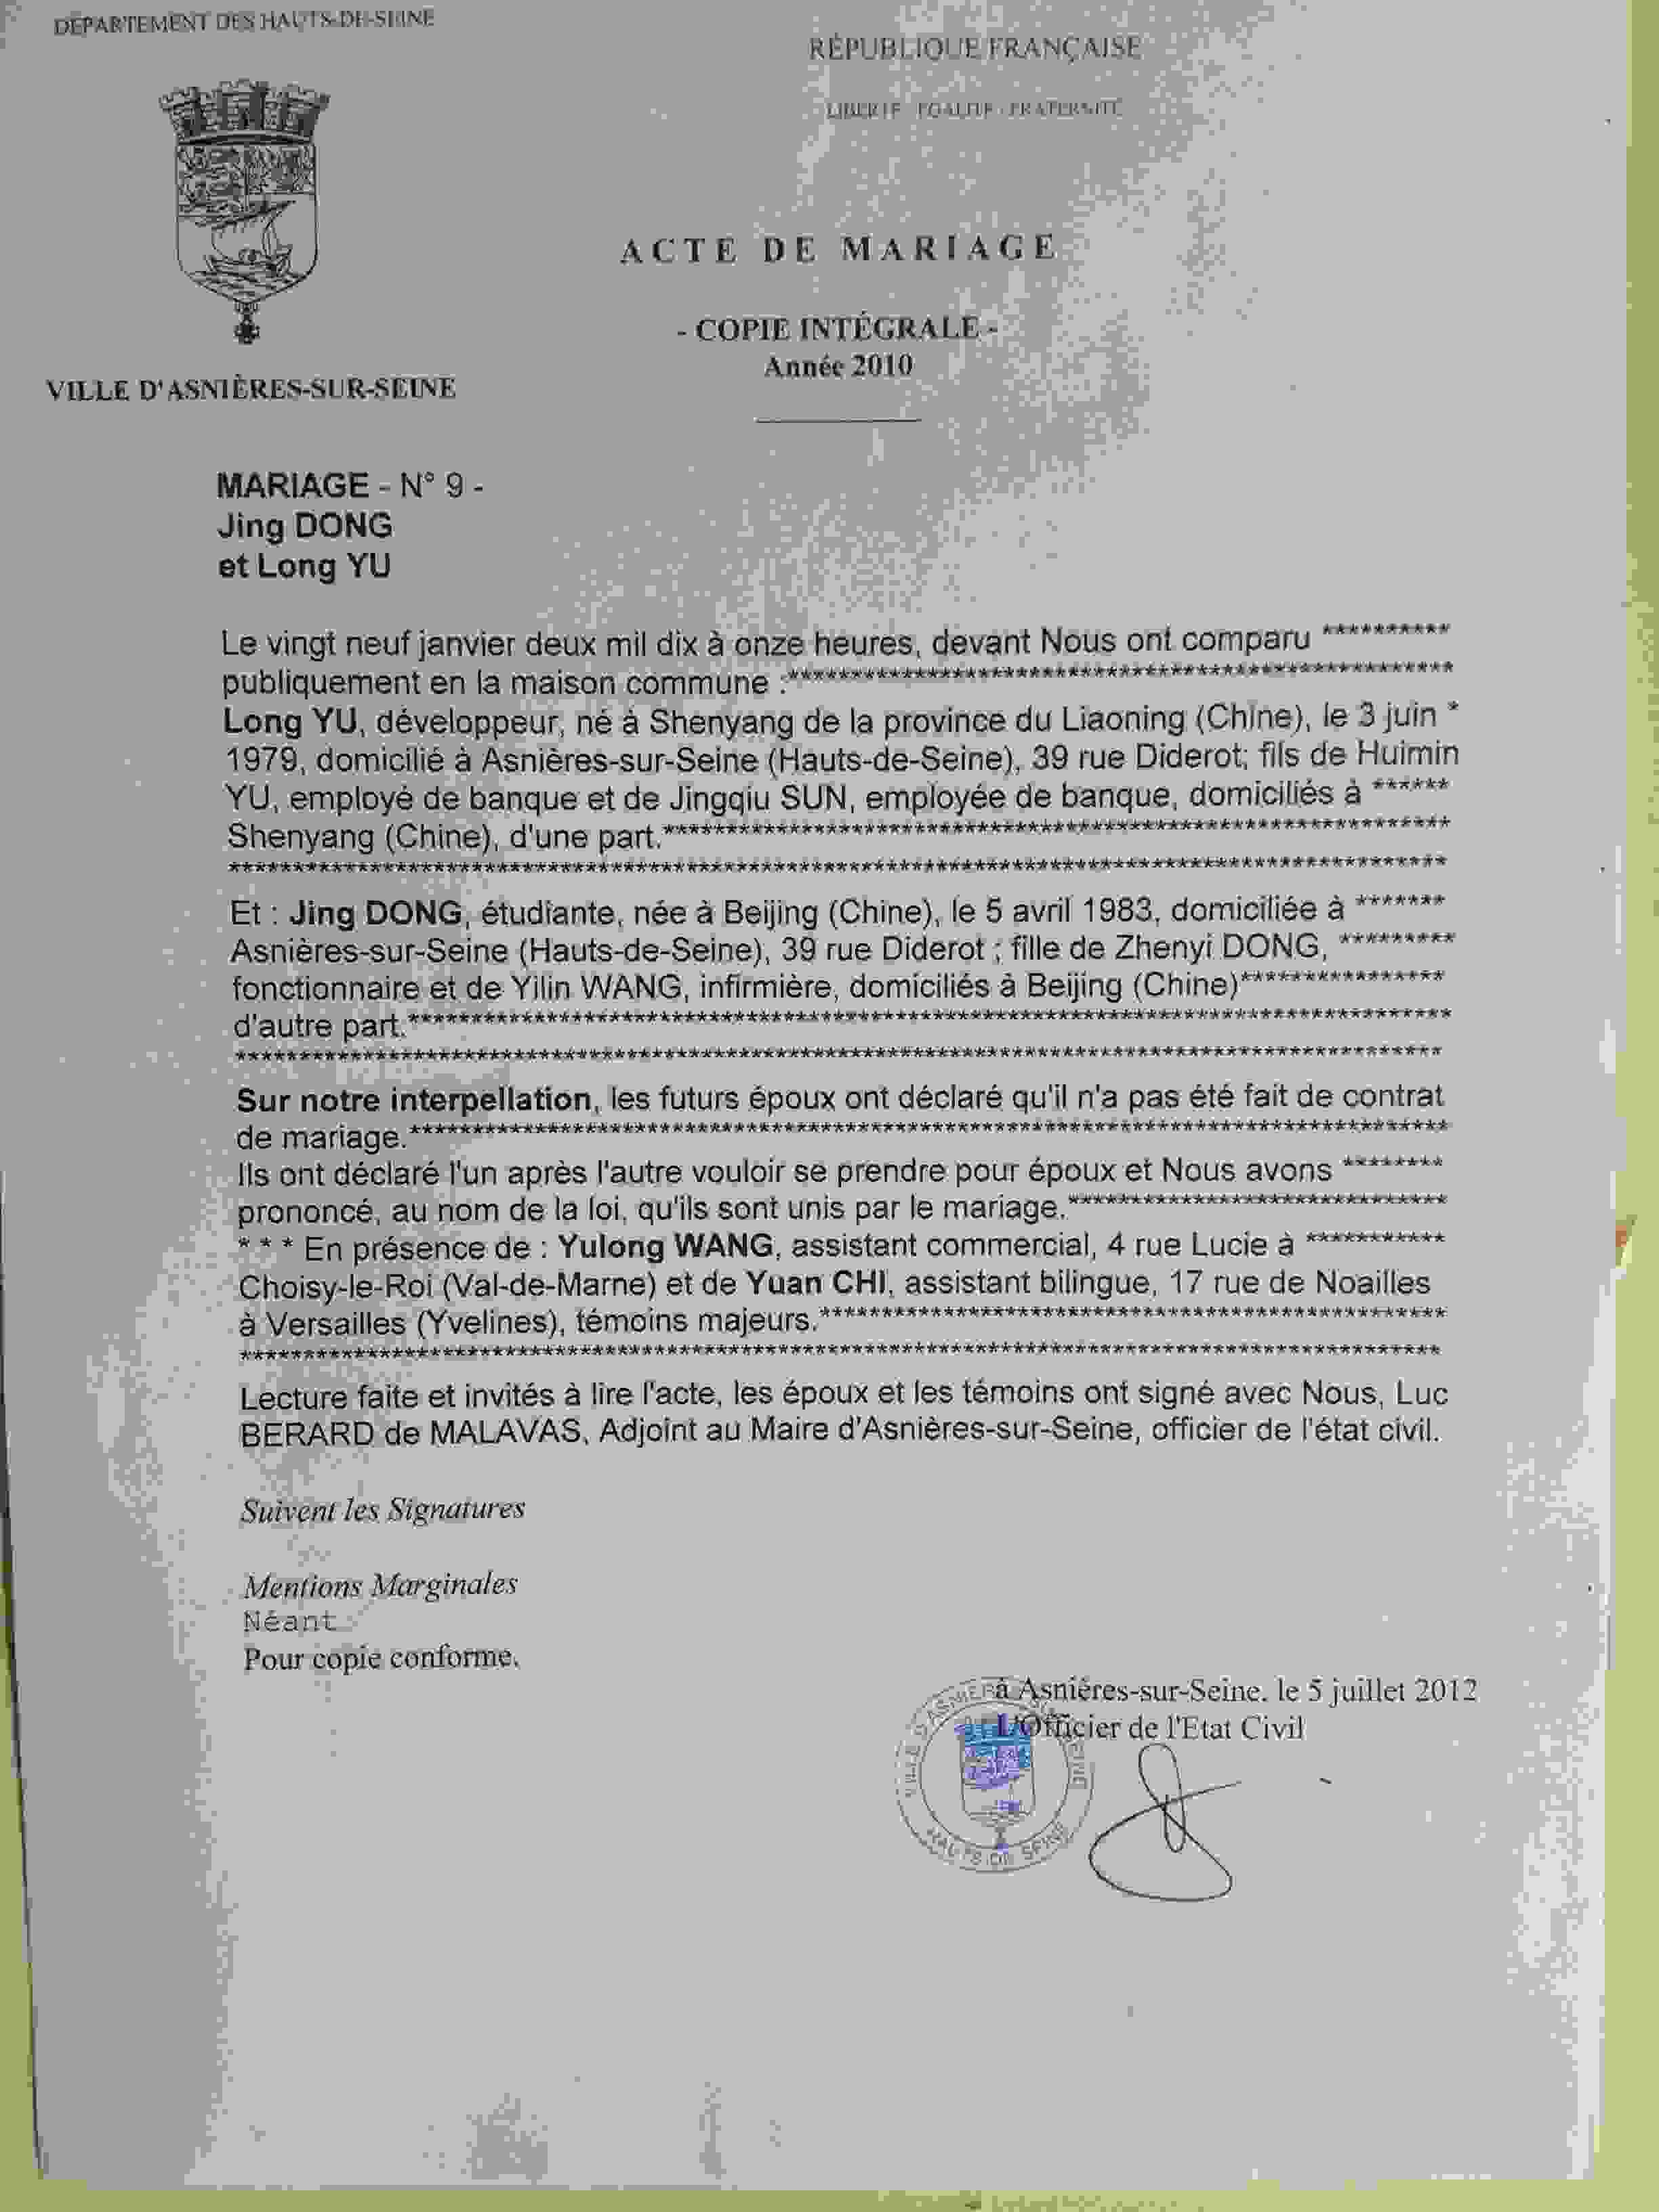 DEPARTEMENT DES HAUTS-DE-SEINE
RÉPUBLIQUE FRANÇAISE
LIBERTE - EGALITE - FRATERNITE
ACTE DE MARIAGE
- COPIE INTÉGRALE -
Année 2010
VILLE D'ASNIÈRES-SUR-SEINE
MARIAGE - N° 9 -
Jing DONG
et Long YU
Le vingt neuf janvier deux mil dix à onze heures, devant Nous ont comparu **********
publiquement en la maison commune :****************************************************
Long YU, développeur, né à Shenyang de la province du Liaoning (Chine), le 3 juin *
1979, domicilié à Asnières-sur-Seine (Hauts-de-Seine), 39 rue Diderot; fils de Huimin
YU, employé de banque et de Jingqiu SUN, employée de banque, domiciliés à ******
Shenyang (Chine), d'une part.**************************************************************
************************************************************************************************
Et : Jing DONG, étudiante, née à Beijing (Chine), le 5 avril 1983, domiciliée à *******
Asnières-sur-Seine (Hauts-de-Seine), 39 rue Diderot ; fille de Zhenyi DONG, *********
fonctionnaire et de Yilin WANG, infirmière, domiciliés à Beijing (Chine)****************
d'autre part.**********************************************************************************
***********************************************************************************************
Sur notre interpellation, les futurs époux ont déclaré qu'il n'a pas été fait de contrat
de mariage.**********************************************************************************
Ils ont déclaré l'un après l'autre vouloir se prendre pour époux et Nous avons ********
prononcé, au nom de la loi, qu'ils sont unis par le mariage.******************************
* * * En présence de : Yulong WANG, assistant commercial, 4 rue Lucie à ***********
Choisy-le-Roi (Val-de-Marne) et de Yuan CHI, assistant bilingue, 17 rue de Noailles
à Versailles (Yvelines), témoins majeurs.**************************************************
***********************************************************************************************
Lecture faite et invités à lire l'acte, les époux et les témoins ont signé avec Nous, Luc
BERARD de MALAVAS, Adjoint au Maire d'Asnières-sur-Seine, officier de l'état civil.
Suivent les Signatures
Mentions Marginales
Néant
Pour copie conforme.
à Asnières-sur-Seine, le 5 juillet 2012
L'Officier de l'Etat Civil